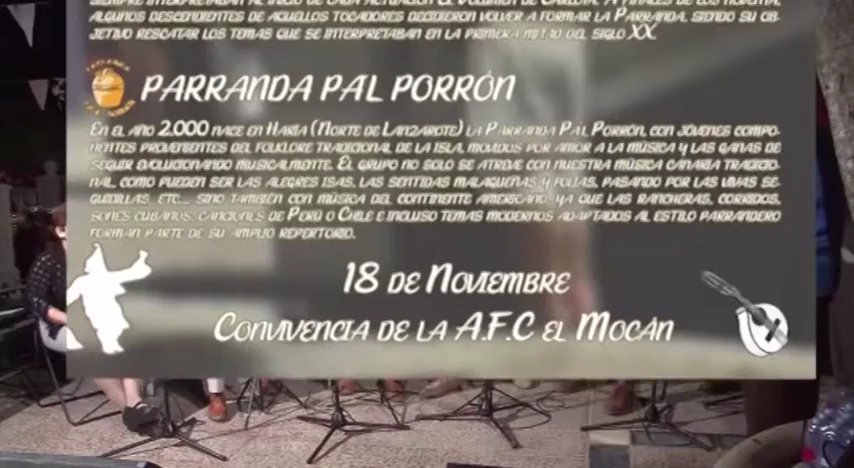 SIEMPRE INTERPRETABAN AL INICIO DE CADA ACTUACIÓN EL VOLUMEN DE CARLOTA. A FINALES DE LOS NOVENTA,
ALGUNOS DESCENDIENTES DE AQUELLOS TOCADORES DECIDIERON VOLVER A FORMAR LA PARRANDA, SIENDO SU OB-
JETIVO RESCATAR LOS TEMAS QUE SE INTERPRETABAN EN LA PRIMERA MITAD DEL SIGLO XX.
PARRANDA PAL PORRÓN
EN EL AÑO 2.000 NACE EN HARÍA (NORTE DE LANZAROTE) LA PARRANDA PAL PORRÓN, CON JÓVENES COMPO-
NENTES PROVENIENTES DEL FOLKLORE TRADICIONAL DE LA ISLA, MOVIDOS POR AMOR A LA MÚSICA Y LAS GANAS DE
SEGUIR EVOLUCIONANDO MUSICALMENTE. EL GRUPO NO SOLO SE ATREVE CON NUESTRA MÚSICA CANARIA TRADICIO-
NAL, COMO PUEDEN SER LAS ALEGRES ISAS, LAS SENTIDAS MALAGUEÑAS Y FOLIAS, PASANDO POR LAS VIVAS SE-
GUIDILLAS, ETC... SINO TAMBIÉN CON MÚSICA DEL CONTINENTE AMERICANO, YA QUE LAS RANCHERAS, CORRIDOS,
SONES CUBANOS, CANCIONES DE PERÚ O CHILE E INCLUSO TEMAS MODERNOS ADAPTADOS AL ESTILO PARRANDERO
FORMAN PARTE DE SU AMPLIO REPERTORIO.
18 DE NOVIEMBRE
CONVIVENCIA DE LA A.F.C EL MOCÁN